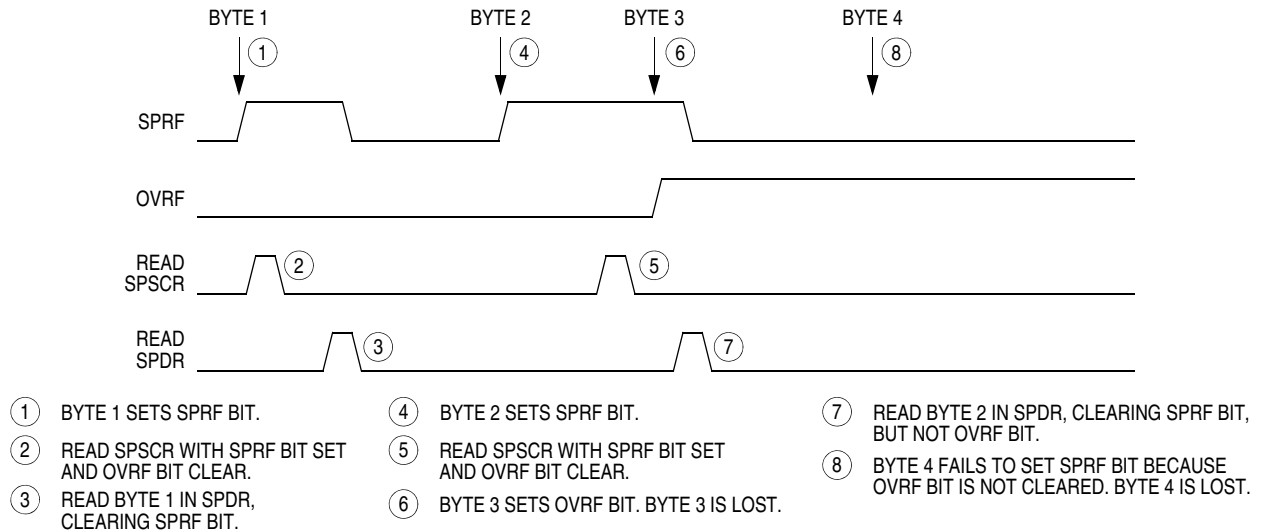 BYTE 1 BYTE 2 BYTE 3 BYTE 4
1 4 6 8
SPRF
OVRF
READ
SPSCR
2 5
READ
SPDR
3 7
1 BYTE 1 SETS SPRF BIT.
2 READ SPSCR WITH SPRF BIT SET
AND OVRF BIT CLEAR.
3 READ BYTE 1 IN SPDR,
CLEARING SPRF BIT.
4 BYTE 2 SETS SPRF BIT.
5 READ SPSCR WITH SPRF BIT SET
AND OVRF BIT CLEAR.
6 BYTE 3 SETS OVRF BIT. BYTE 3 IS LOST.
7 READ BYTE 2 IN SPDR, CLEARING SPRF BIT,
BUT NOT OVRF BIT.
8 BYTE 4 FAILS TO SET SPRF BIT BECAUSE
OVRF BIT IS NOT CLEARED. BYTE 4 IS LOST.